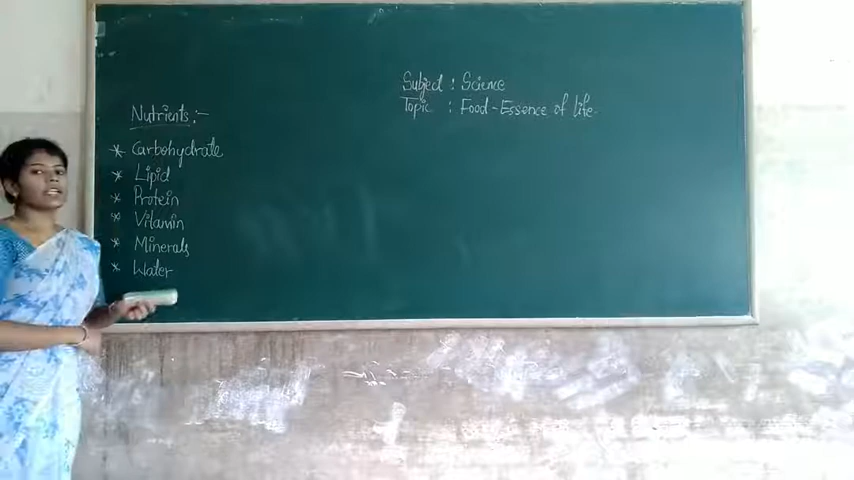 Subject : Science
Topic : Food - Essence of life.
Nutrients :-
* Carbohydrate
* Lipid
* Protein
* Vitamin
* Minerals
* Water